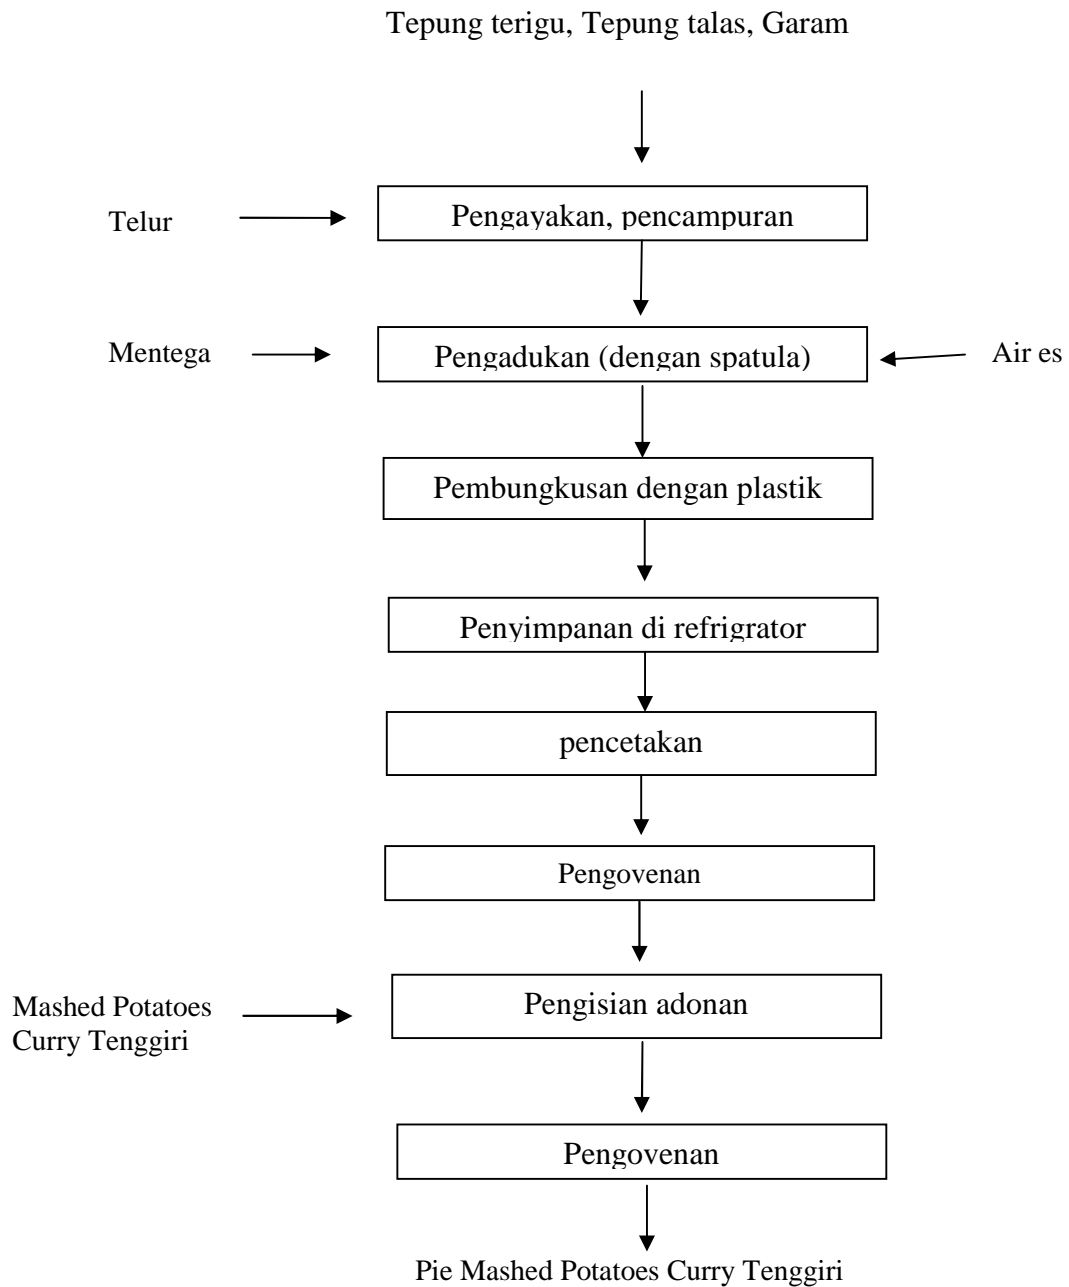 Tepung terigu, Tepung talas, Garam
Telur
Pengayakan, pencampuran
Mentega
Pengadukan (dengan spatula)
Air es
Pembungkusan dengan plastik
Penyimpanan di refrigrator
pencetakan
Pengovenan
Mashed Potatoes
Curry Tenggiri
Pengisian adonan
Pengovenan
Pie Mashed Potatoes Curry Tenggiri